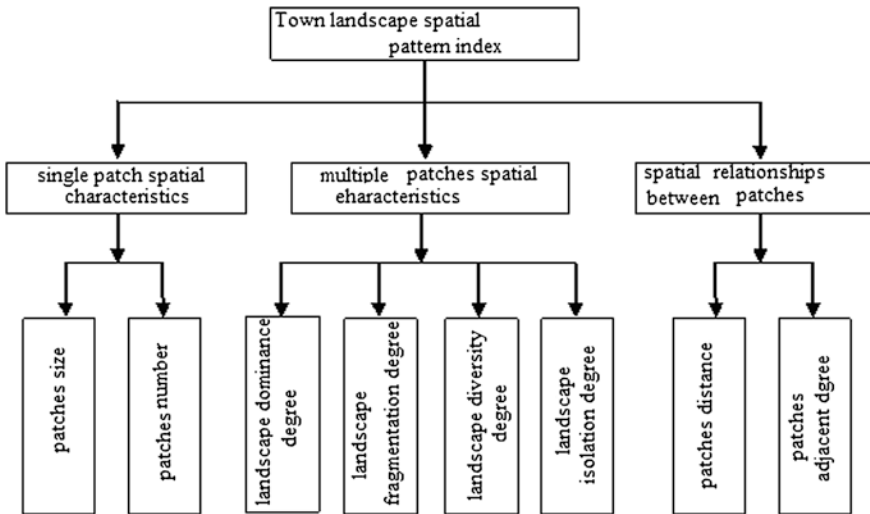 Town landscape spatial
pattern index
single patch spatial
characteristics
multiple patches spatial
eharacteristics
spatial relationships
between patches
patches size
patches number
landscape dominance
degree
landscape
fragmentation degree
landscape diversity
degree
landscape
isolation degree
patches distance
patches
adjacent dgree